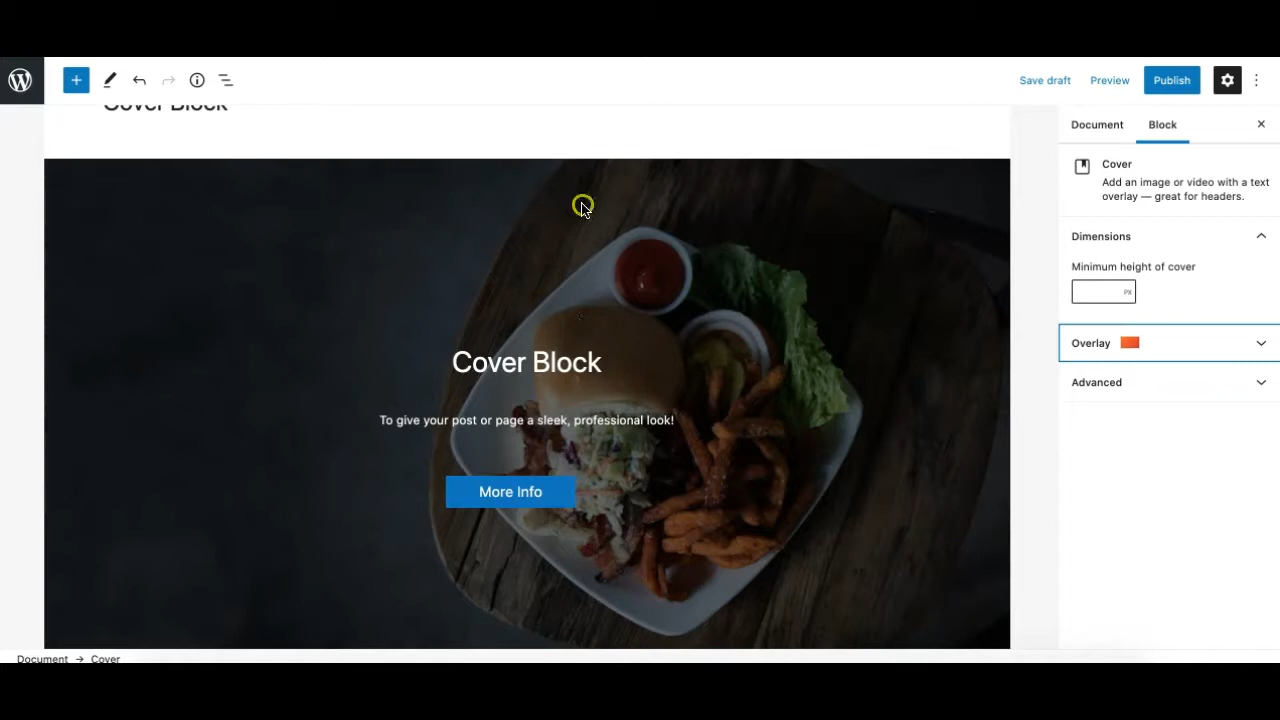 Save draft
Preview
Publish
Cover Block
Document
Block
Cover
Add an image or video with a text
overlay — great for headers.
Dimensions
Minimum height of cover
PX
Overlay
Advanced
Cover Block
To give your post or page a sleek, professional look!
More Info
Document → Cover